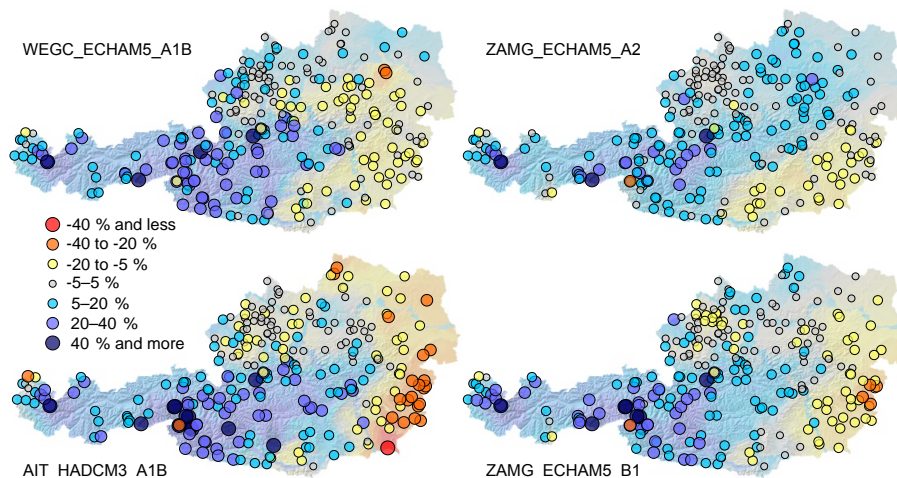 WEGC_ECHAM5_A1B
ZAMG_ECHAM5_A2
-40 % and less
-40 to -20 %
-20 to -5 %
-5–5 %
5–20 %
20–40 %
40 % and more
AIT HADCM3 A1B
ZAMG ECHAM5 B1